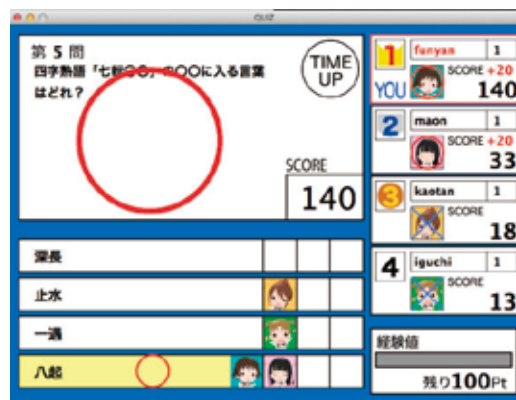 QUIZ
第 5 問
四字熟語「七転〇〇」の〇〇に入る言葉
はどれ？
TIME
UP
SCORE
140
深長
止水
一遇
八起
1
funyan
1
YOU
SCORE +20
140
2
maon
1
SCORE +20
33
3
kaotan
1
SCORE
18
4
iguchi
1
SCORE
13
経験値
残り100Pt